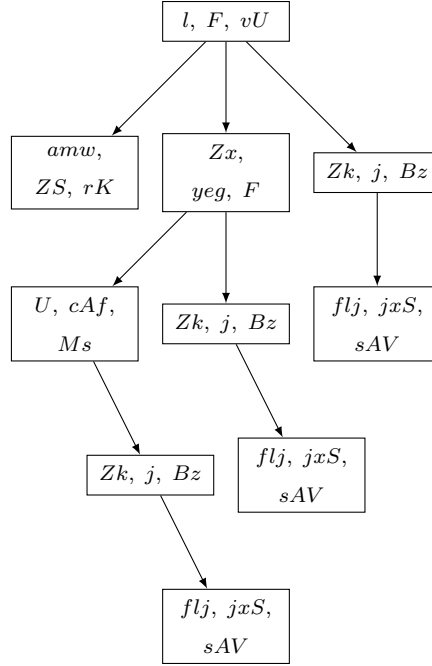 l, F, vU
amw,
ZS, rK
Zx,
yeg, F
Zk, j, Bz
U, cAf,
Ms
Zk, j, Bz
flj, jxS,
sAV
Zk, j, Bz
flj, jxS,
sAV
flj, jxS,
sAV